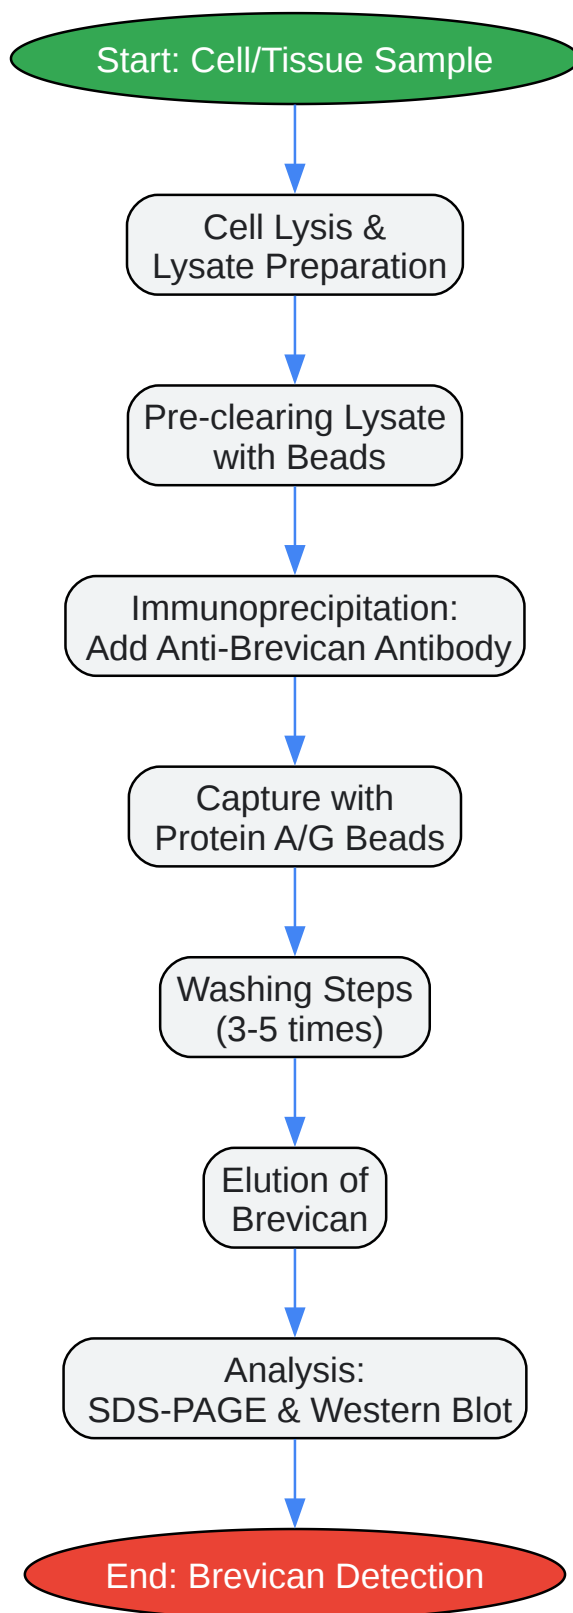 Start: Cell/Tissue Sample
Cell Lysis &
Lysate Preparation
Pre-clearing Lysate
with Beads
Immunoprecipitation:
Add Anti-Brevican Antibody
Capture with
Protein A/G Beads
Washing Steps
(3-5 times)
Elution of
Brevican
Analysis:
SDS-PAGE & Western Blot
End: Brevican Detection